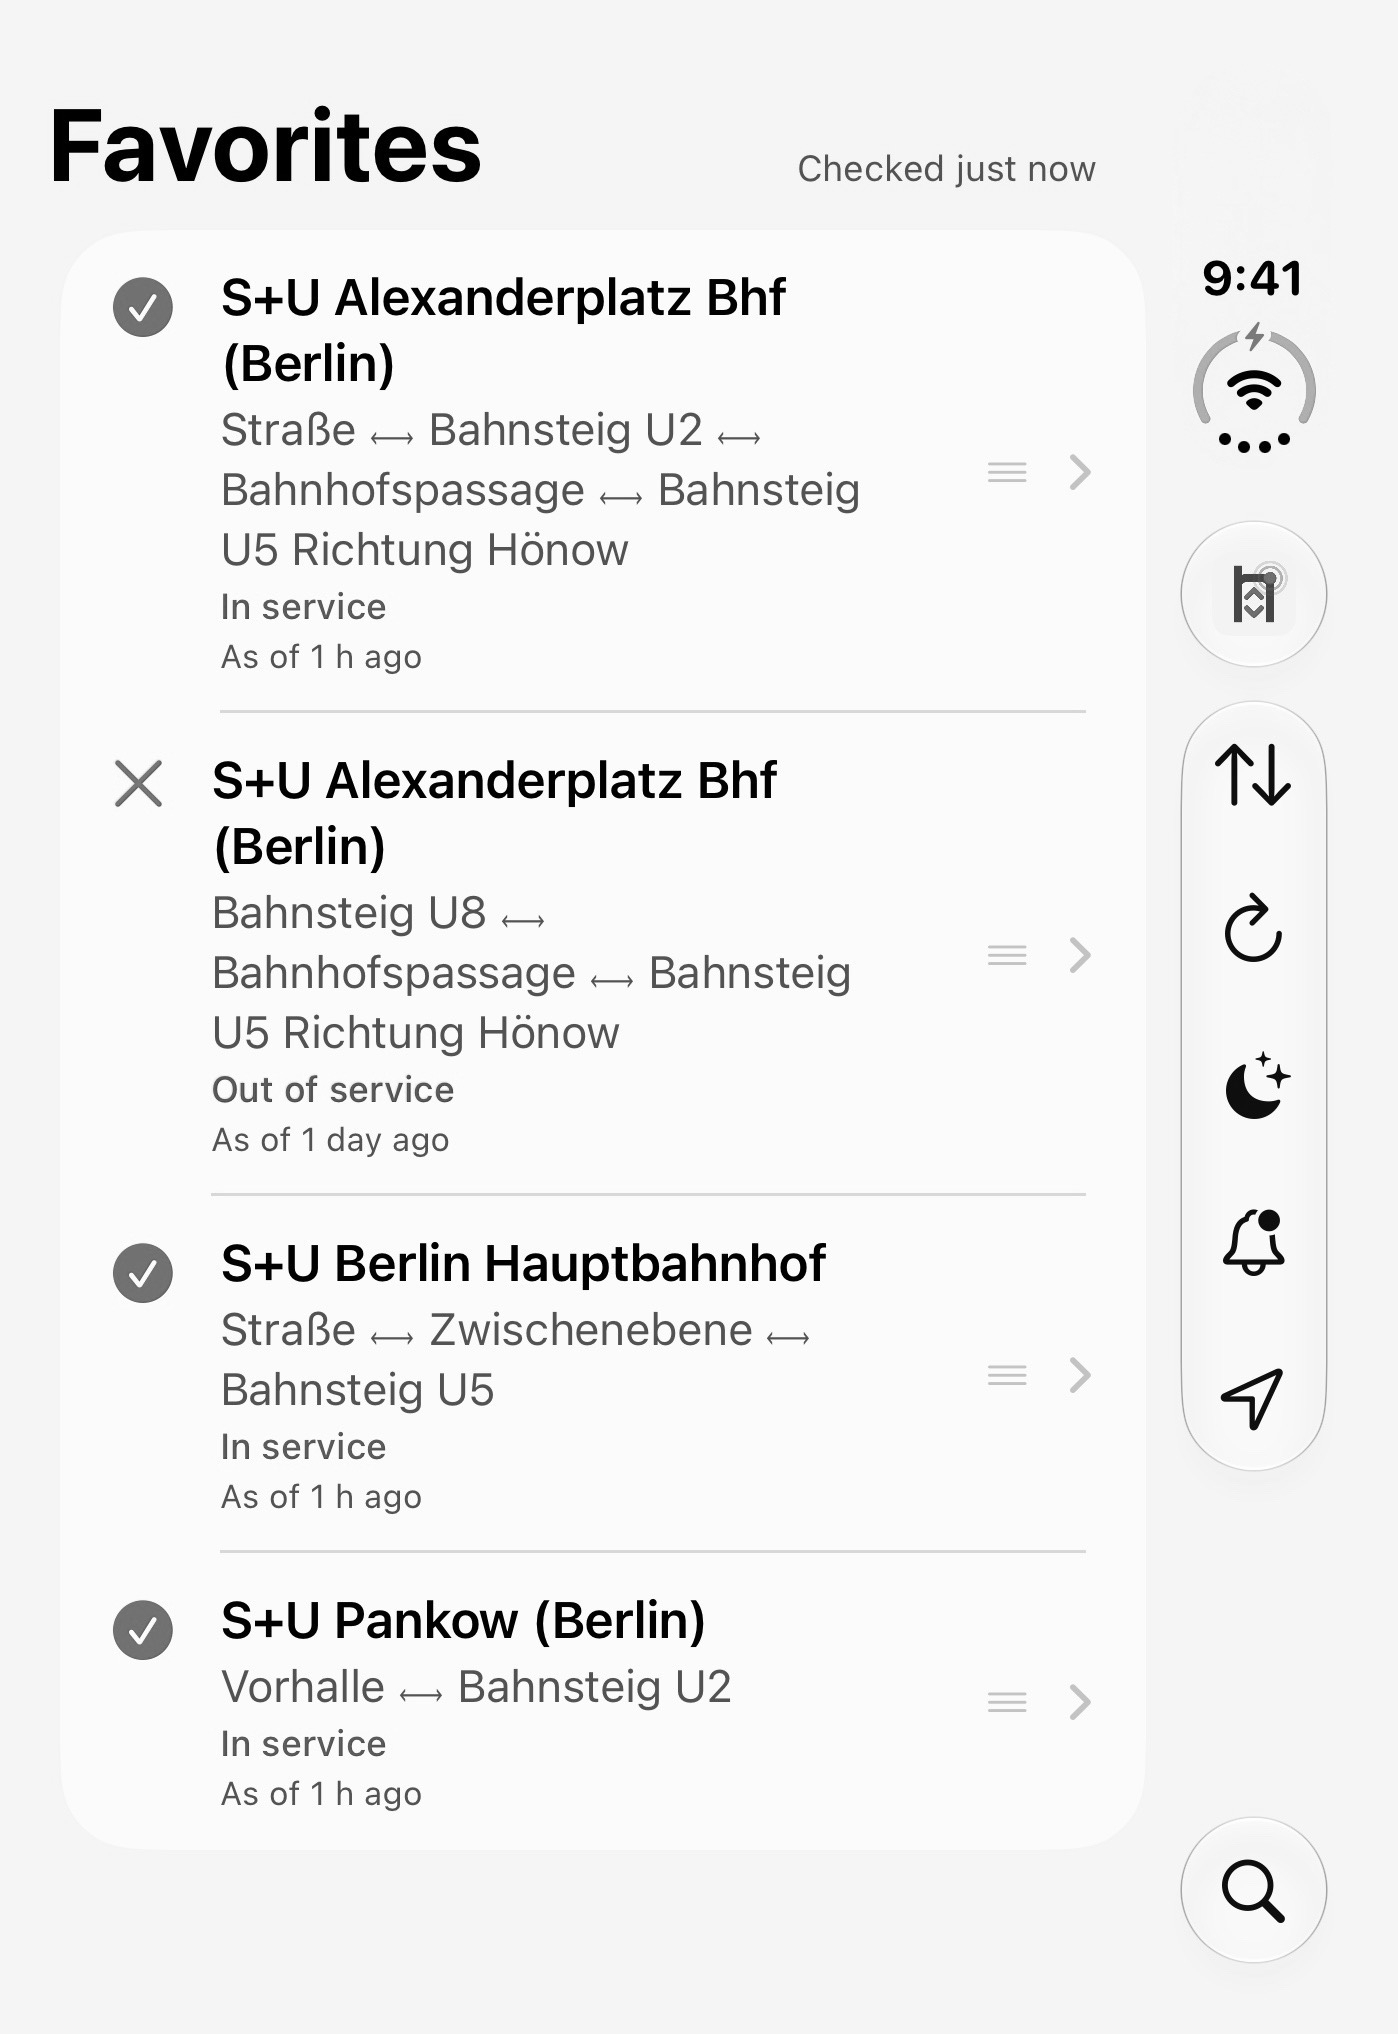 Favorites
Checked just now
9:41
S+U Alexanderplatz Bhf
(Berlin)
Straße ⟷ Bahnsteig U2 ⟷
Bahnhofspassage ⟷ Bahnsteig
U5 Richtung Hönow
In service
As of 1 h ago
S+U Alexanderplatz Bhf
(Berlin)
Bahnsteig U8 ⟷
Bahnhofspassage ⟷ Bahnsteig
U5 Richtung Hönow
Out of service
As of 1 day ago
S+U Berlin Hauptbahnhof
Straße ⟷ Zwischenebene ⟷
Bahnsteig U5
In service
As of 1 h ago
S+U Pankow (Berlin)
Vorhalle ⟷ Bahnsteig U2
In service
As of 1 h ago